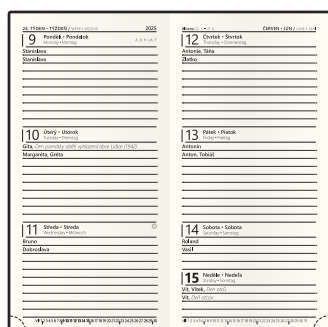 24. TÝDEN • TÝŽDEŇ / WEEK • WOCHE 2025
9 Pondělí • Pondelok
Monday • Montag
Stanislava
Stanislava
10 Úterý • Utorok
Tuesday • Dienstag
Gita, Den památky obětí vyhlazení obce Lidice (1942)
Margaréta, Gréta
11 Středa • Streda
Wednesday • Mittwoch
Bruno
Dobroslava
ČERVEN • JÚN / JUNE •
12 Čtvrtek • Štvrtok
Thursday • Donnerstag
Antonie, Táňa
Zlatko
13 Pátek • Piatok
Friday • Freitag
Antonín
Anton, Tobiáš
14 Sobota • Sobota
Saturday • Samstag
Roland
Vasil
15 Neděle • Nedeľa
Sunday • Sonntag
Vít, Vítek, Den otců
Vít, Deň otcov